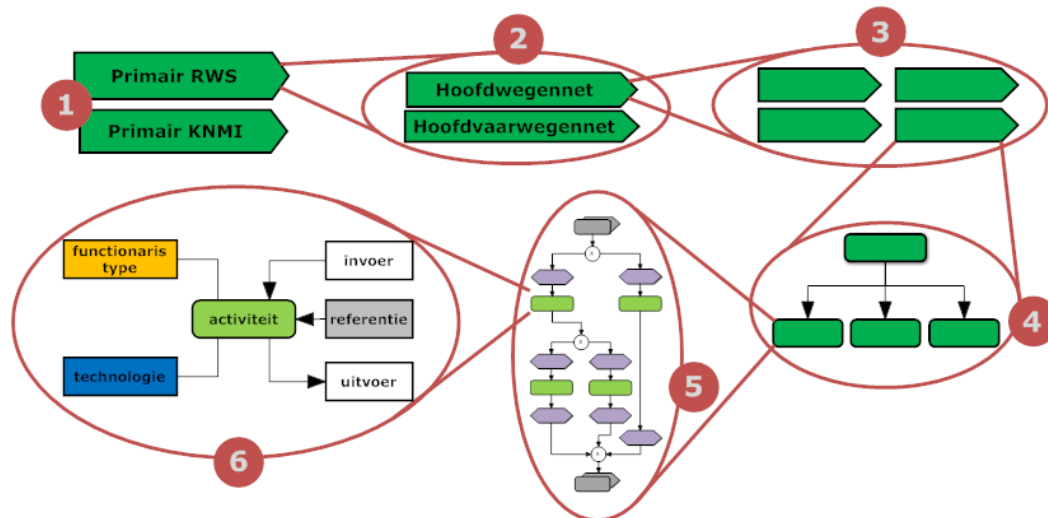 1
Primair RWS
Primair KNMI
2
Hoofdwegennet
Hoofdvaarwegennet
3
4
5
x
x
x
6
functionaris
type
invoer
activiteit
referentie
technologie
uitvoer